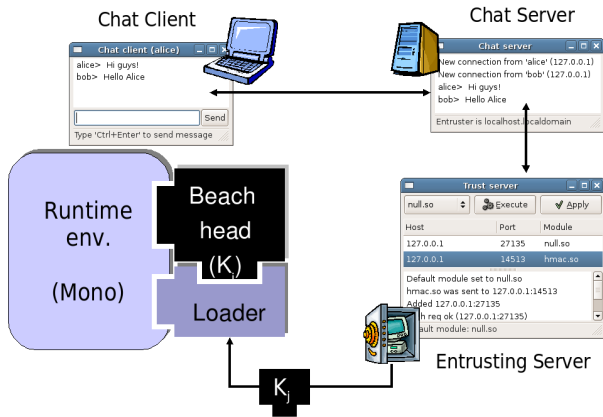 Chat Client
Chat Server
Chat client (alice)
alice> Hi guys!
bob> Hello Alice
Send
Type 'Ctrl+Enter' to send message
Chat server
New connection from 'alice' (127.0.0.1)
New connection from 'bob' (127.0.0.1)
alice> Hi guys!
bob> Hello Alice
Entruster is localhost.localdomain
Runtime
env.
(Mono)
Beach
head
(Ki)
Loader
Trust server
null.so
Execute
Apply
Host Port Module
127.0.0.1 27135 null.so
127.0.0.1 14513 hmac.so
Default module set to null.so
hmac.so was sent to 127.0.0.1:14513
Added 127.0.0.1:27135
req ok (127.0.0.1:27135)
module: null.so
Entrusting Server
Kj